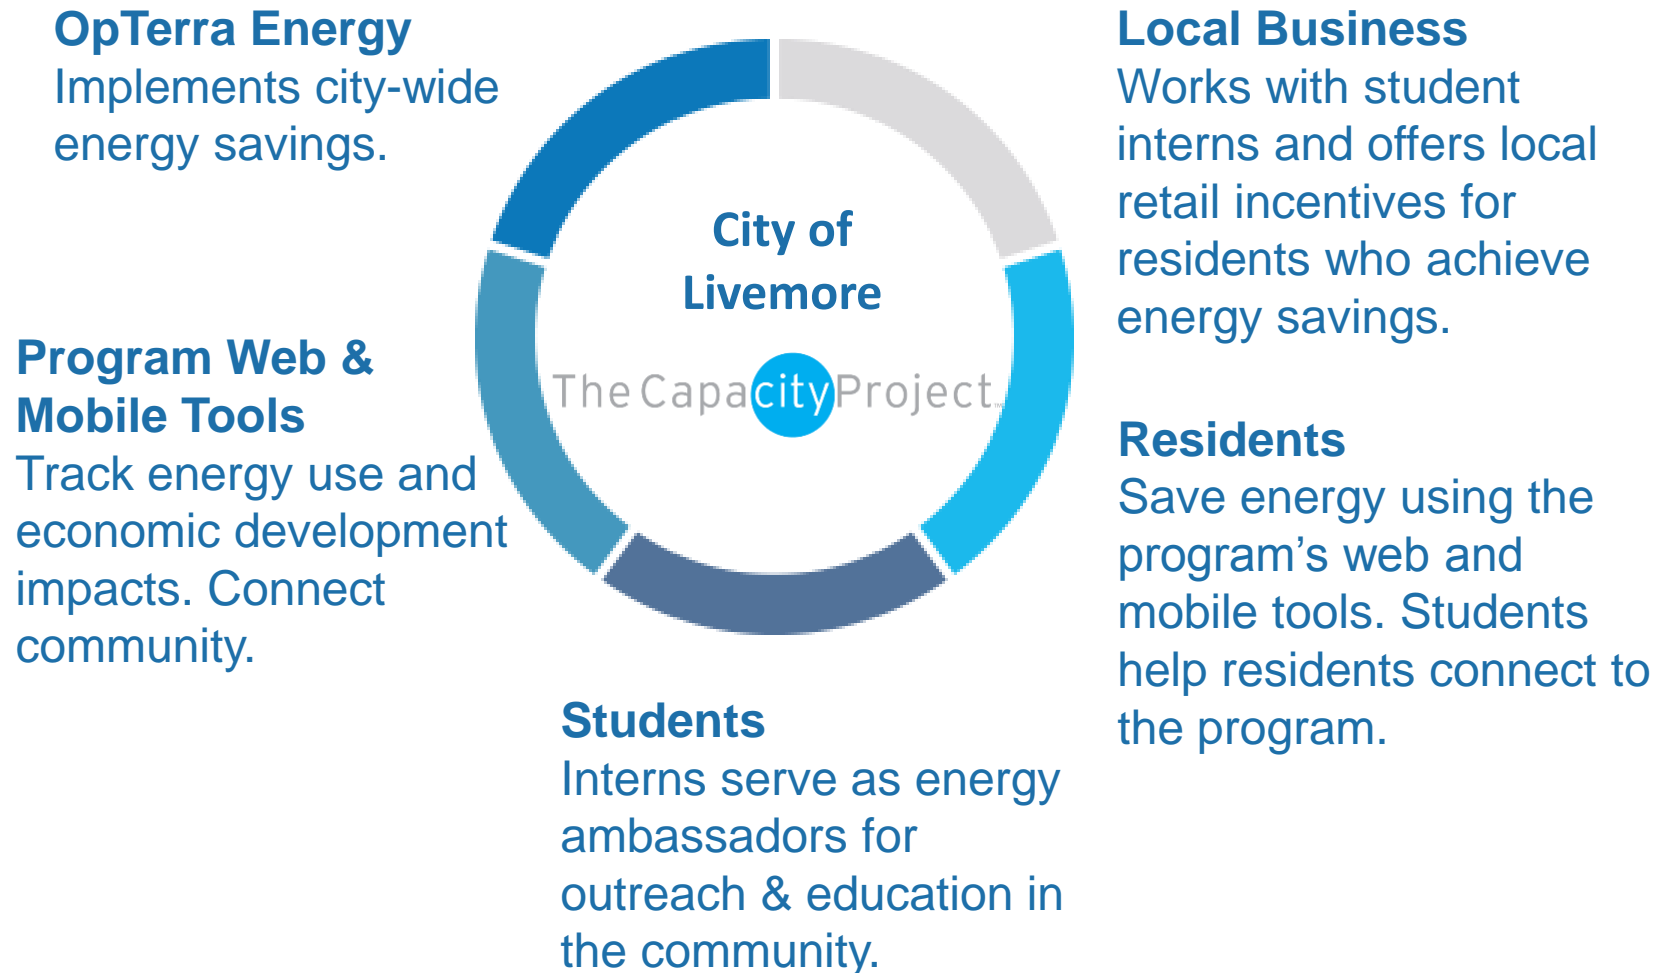 OpTerra Energy
Implements city-wide
energy savings.
Local Business
Works with student
interns and offers local
retail incentives for
residents who achieve
energy savings.
City of
Livemore
The Capacity Project
Program Web &
Mobile Tools
Track energy use and
economic development
impacts. Connect
community.
Residents
Save energy using the
program’s web and
mobile tools. Students
help residents connect to
the program.
Students
Interns serve as energy
ambassadors for
outreach & education in
the community.